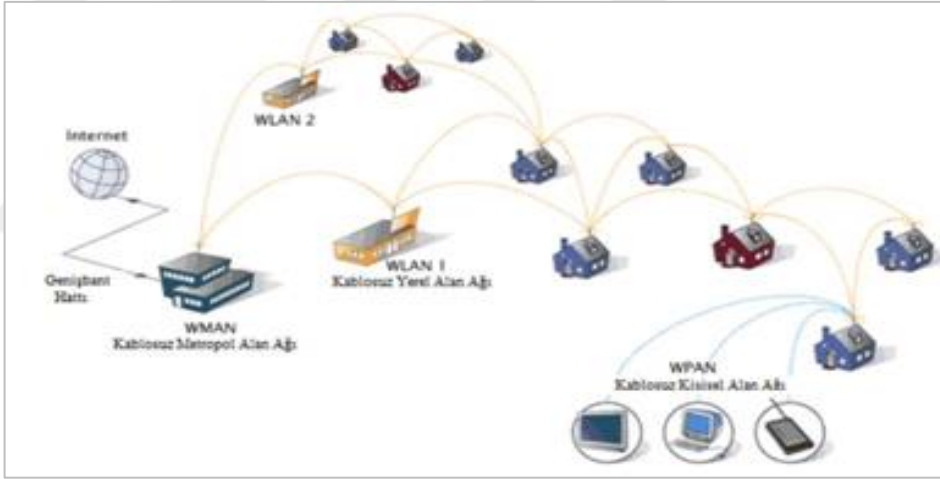 WLAN 2
Internet
WLAN 1
Kablosuz Yerel Alan Ağı
Genişbant
Hattı
WMAN
Kablosuz Metropol Alan Ağı
WPAN
Kablosuz Kisisel Alan Ağı